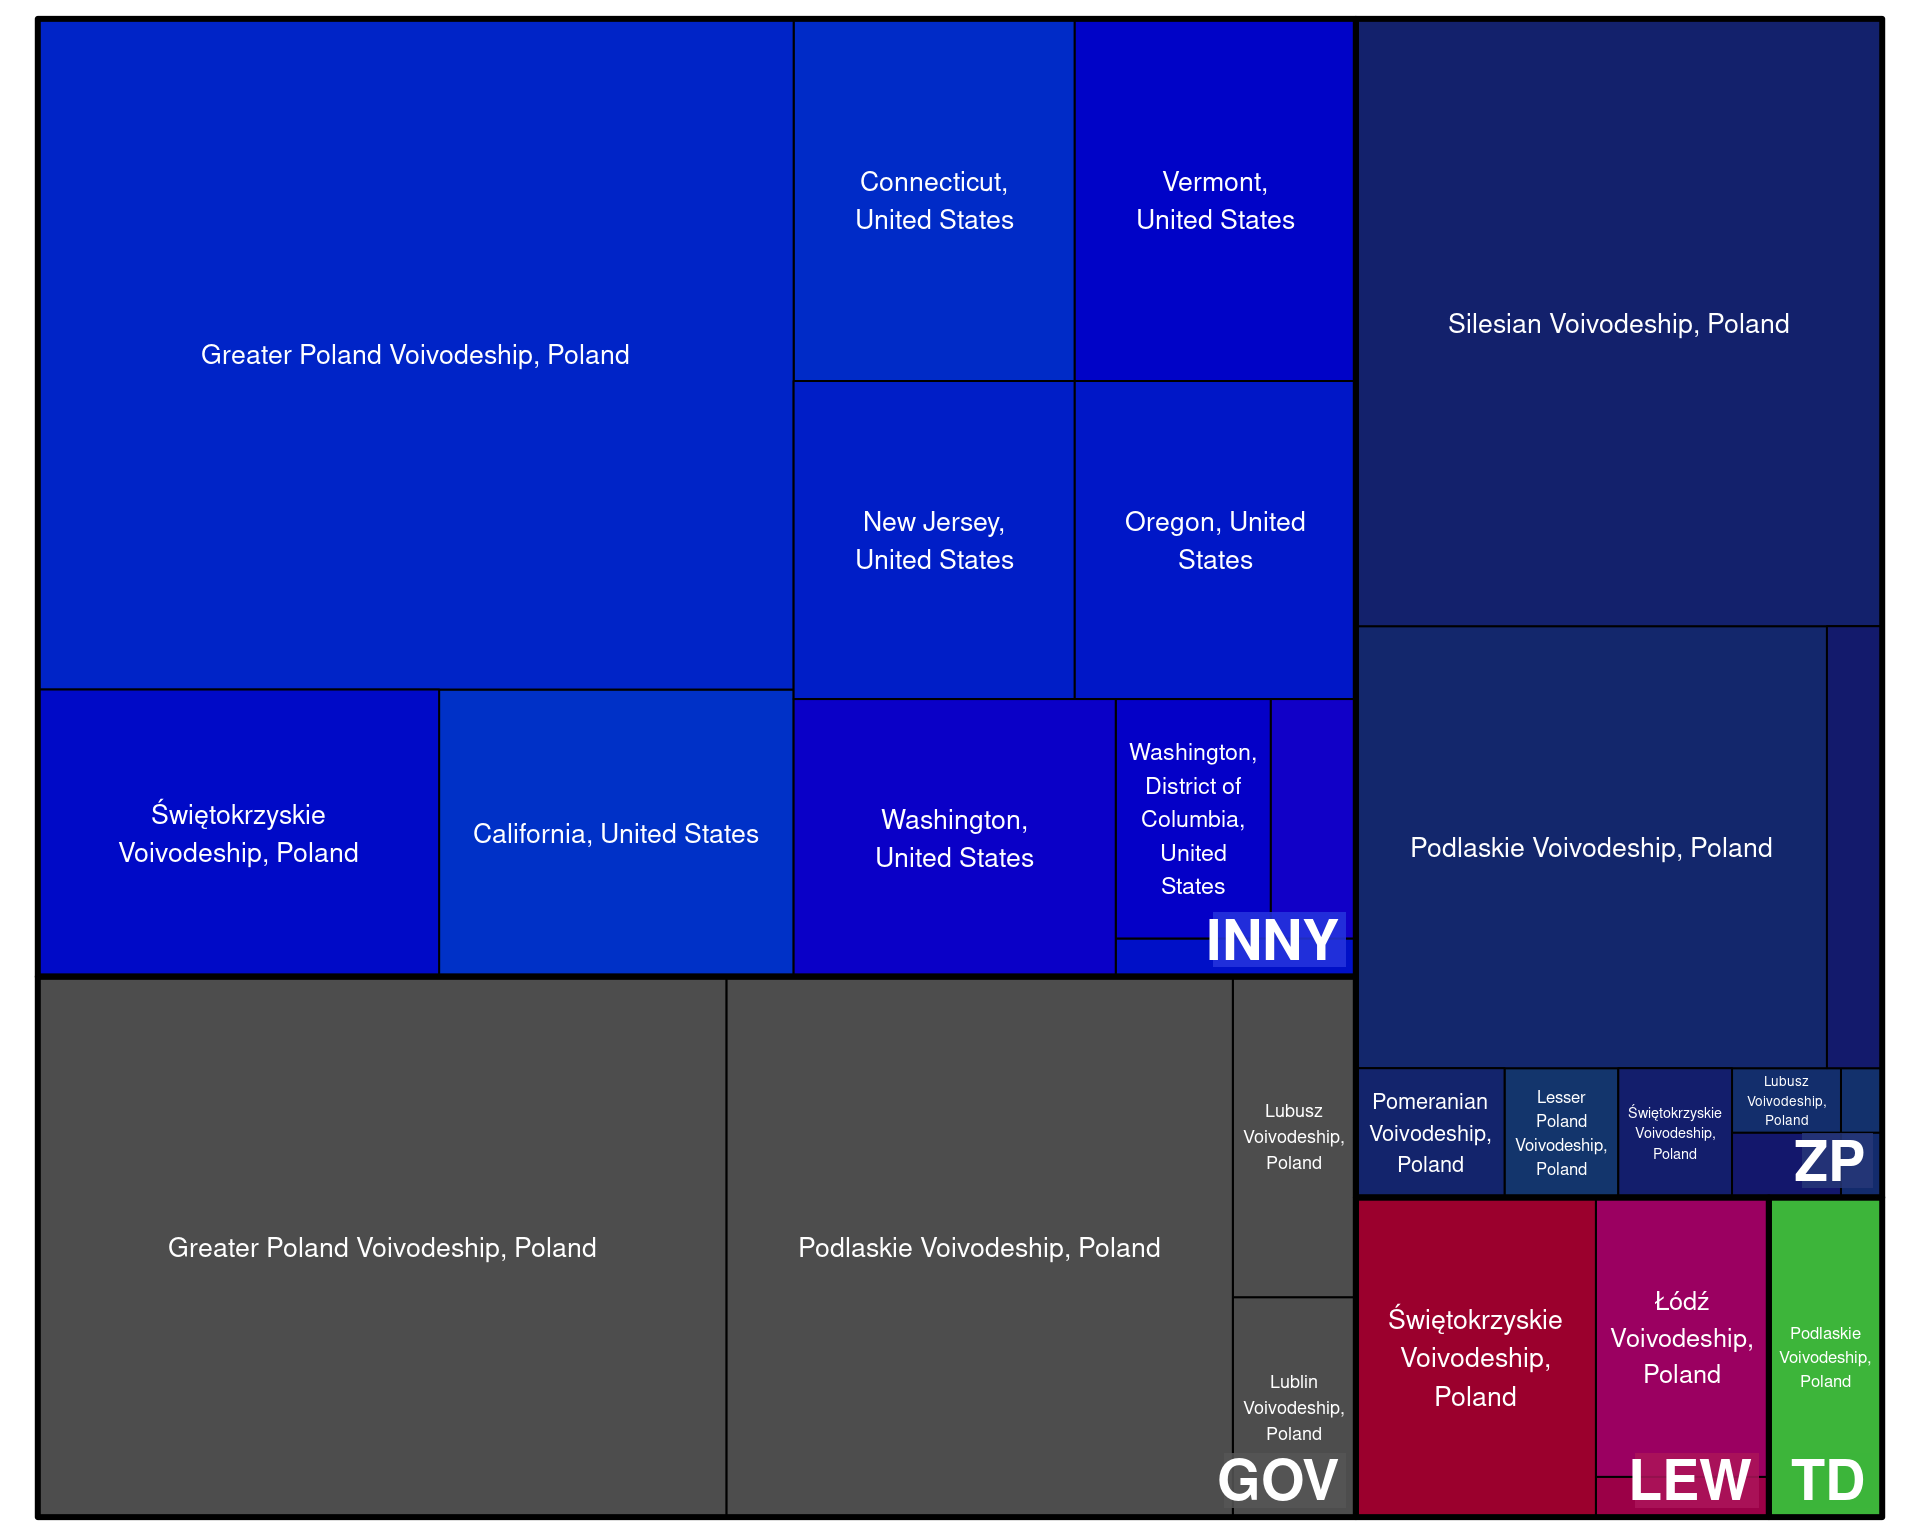 Greater Poland Voivodeship, Poland
Connecticut,
United States
Vermont,
United States
New Jersey,
United States
Oregon, United
States
Świętokrzyskie
Voivodeship, Poland
California, United States
Washington,
United States
Washington,
District of
Columbia,
United
States
INNY
Greater Poland Voivodeship, Poland
Podlaskie Voivodeship, Poland
Lubusz
Voivodeship,
Poland
Lublin
Voivodeship,
Poland
GOV
Silesian Voivodeship, Poland
Podlaskie Voivodeship, Poland
Pomeranian
Voivodeship,
Poland
Lesser
Poland
Voivodeship,
Poland
Świętokrzyskie
Voivodeship,
Poland
Lubusz
Voivodeship,
Poland
ZP
Świętokrzyskie
Voivodeship,
Poland
Łódź
Voivodeship,
Poland
LEW
Podlaskie
Voivodeship,
Poland
TD